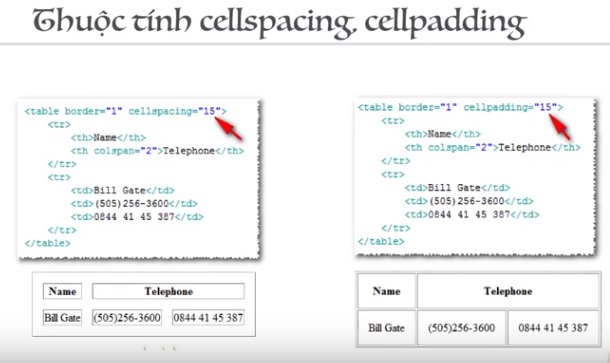 Thuộc tính cellspacing, cellpadding
<table border="1" cellspacing="15">
<tr>
<th>Name</th>
<th colspan="2">Telephone</th>
</tr>
<tr>
<td>Bill Gate</td>
<td>(505)256-3600</td>
<td>0844 41 45 387</td>
</tr>
</table>
Name Telephone
Bill Gate (505)256-3600 0844 41 45 387
<table border="1" cellpadding="15">
<tr>
<th>Name</th>
<th colspan="2">Telephone</th>
</tr>
<tr>
<td>Bill Gate</td>
<td>(505)256-3600</td>
<td>0844 41 45 387</td>
</tr>
</table>
Name Telephone
Bill Gate (505)256-3600 0844 41 45 387